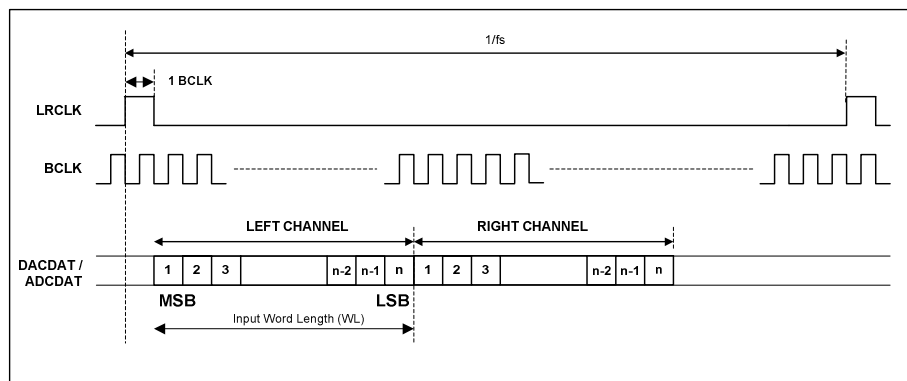 1/fs
1 BCLK
LRCLK
BCLK
LEFT CHANNEL RIGHT CHANNEL
DACDAT /
ADCDAT
1 2 3 n-2 n-1 n 1 2 3 n-2 n-1 n
MSB LSB
Input Word Length (WL)